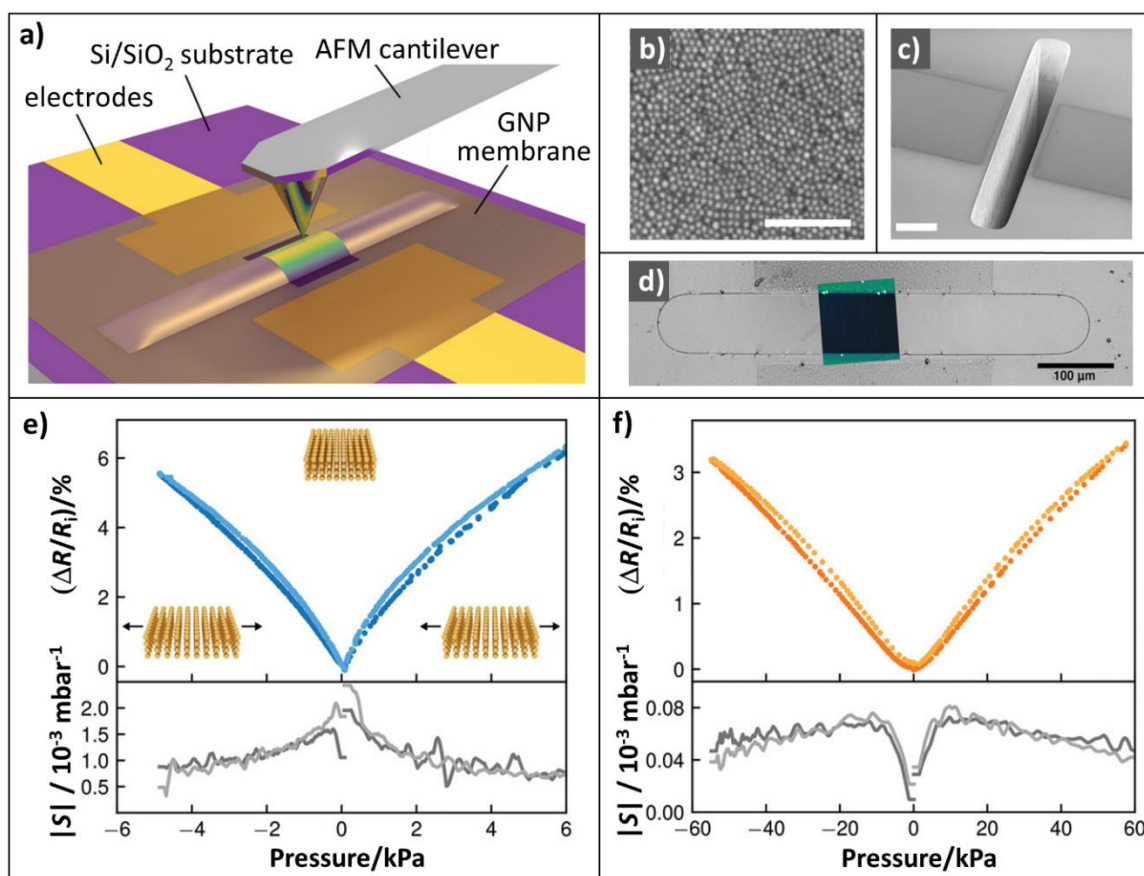 a)
Si/SiO₂ substrate
AFM cantilever
electrodes
GNP
membrane
b)
c)
d)
100 µm
e)
(ΔR/Rᵢ)/%
6
4
2
0
|S| / 10⁻³ mbar⁻¹
2.0
1.5
1.0
0.5
−6
−4
−2
0
2
4
6
Pressure/kPa
f)
(ΔR/Rᵢ)/%
3
2
1
0
|S| / 10⁻³ mbar⁻¹
0.08
0.04
0.00
−60
−40
−20
0
20
40
60
Pressure/kPa